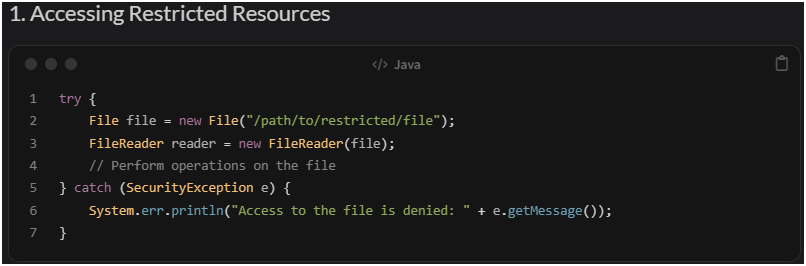 1. Accessing Restricted Resources
</> Java
1 try {
2 File file = new File("/path/to/restricted/file");
3 FileReader reader = new FileReader(file);
4 // Perform operations on the file
5 } catch (SecurityException e) {
6 System.err.println("Access to the file is denied: " + e.getMessage());
7 }